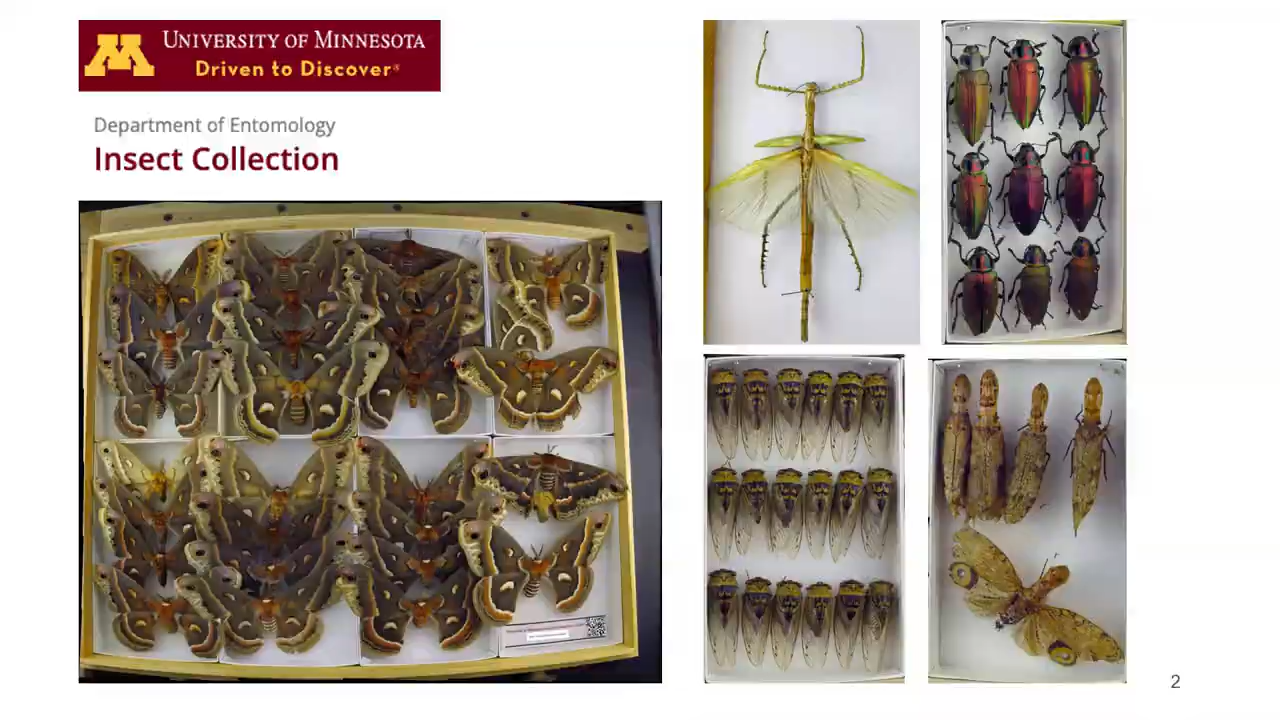 UNIVERSITY OF MINNESOTA
Driven to Discover®
Department of Entomology
Insect Collection
2